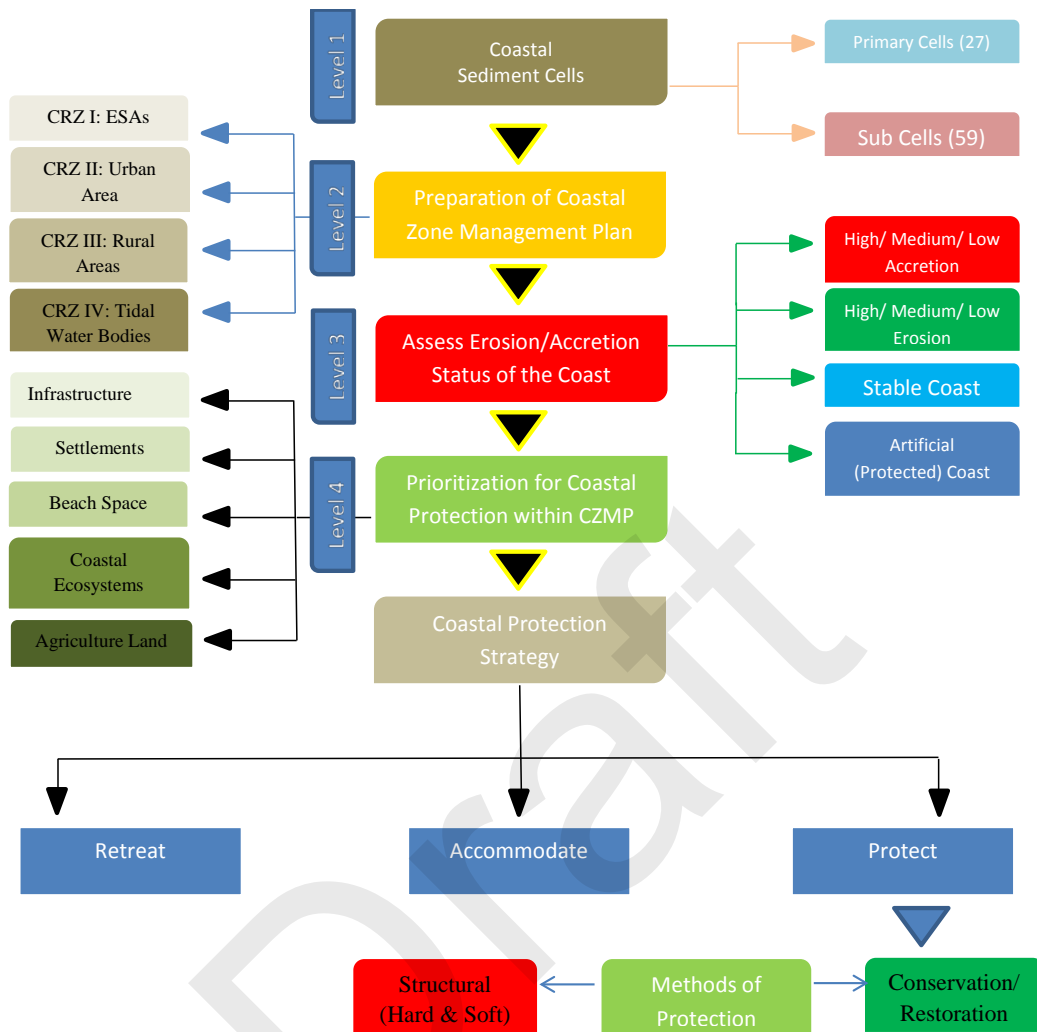 Level 1
Coastal
Sediment Cells
Primary Cells (27)
Sub Cells (59)
CRZ I: ESAs
CRZ II: Urban
Area
CRZ III: Rural
Areas
CRZ IV: Tidal
Water Bodies
Level 2
Preparation of Coastal
Zone Management Plan
Level 3
Assess Erosion/Accretion
Status of the Coast
High/ Medium/ Low
Accretion
High/ Medium/ Low
Erosion
Stable Coast
Artificial
(Protected) Coast
Infrastructure
Settlements
Beach Space
Coastal
Ecosystems
Agriculture Land
Level 4
Prioritization for Coastal
Protection within CZMP
Coastal Protection
Strategy
Retreat
Accommodate
Protect
Structural
(Hard & Soft)
Methods of
Protection
Conservation/
Restoration
Draft